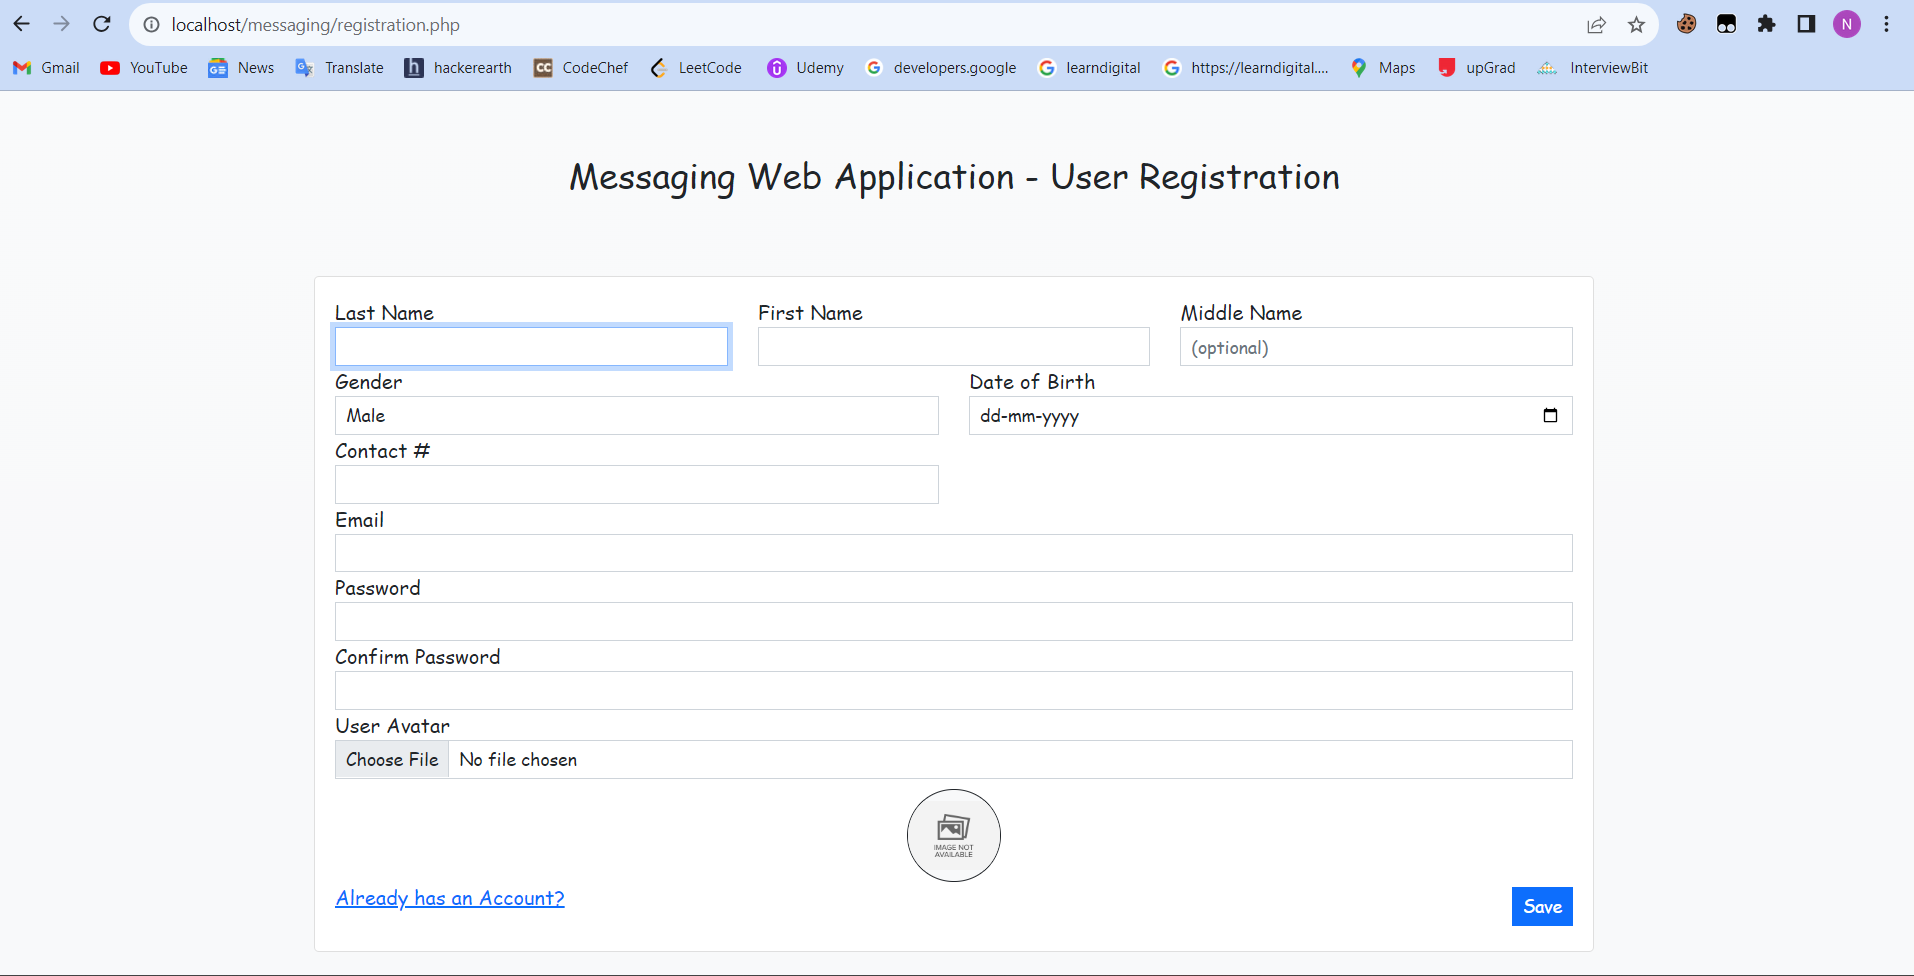 localhost/messaging/registration.php
N
Gmail YouTube News Translate h hackerearth CC CodeChef LeetCode Udemy developers.google learndigital https://learndigital.... Maps upGrad InterviewBit
Messaging Web Application - User Registration
Last Name First Name Middle Name
(optional)
Gender Date of Birth
Male dd-mm-yyyy
Contact #
Email
Password
Confirm Password
User Avatar
Choose File No file chosen
IMAGE NOT
AVAILABLE
Already has an Account?
Save